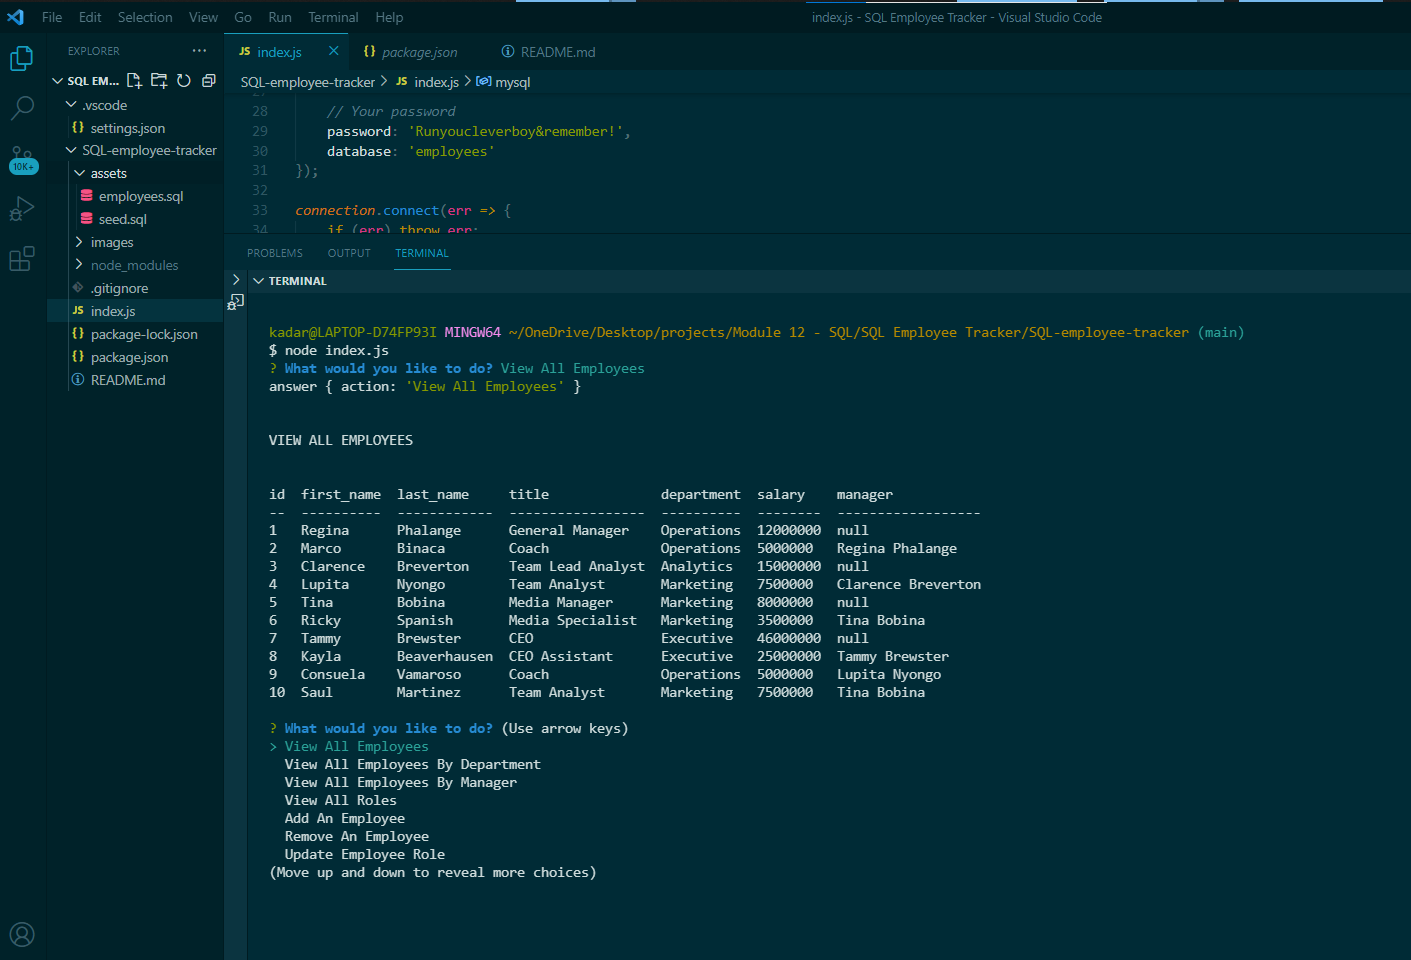 File Edit Selection View Go Run Terminal Help
index.js - SQL Employee Tracker - Visual Studio Code
EXPLORER ...
SQL EM...
.vscode
{} settings.json
SQL-employee-tracker
assets
employees.sql
seed.sql
images
node_modules
.gitignore
JS index.js
{} package-lock.json
{} package.json
README.md
10K+
JS index.js
{} package.json
README.md
SQL-employee-tracker > JS index.js > mysql
28 // Your password
29 password: 'Runyoucleverboy&remember!',
30 database: 'employees'
31 });
32
33 connection.connect(err => {
34 if (err) throw err;
PROBLEMS OUTPUT TERMINAL
TERMINAL
kadar@LAPTOP-D74FP93I MINGW64 ~/OneDrive/Desktop/projects/Module 12 - SQL/SQL Employee Tracker/SQL-employee-tracker (main)
$ node index.js
? What would you like to do? View All Employees
answer { action: 'View All Employees' }
VIEW ALL EMPLOYEES
id first_name last_name title department salary manager
-- ---------- ------------ ----------------- ---------- -------- ------------------
1 Regina Phalange General Manager Operations 12000000 null
2 Marco Binaca Coach Operations 5000000 Regina Phalange
3 Clarence Breverton Team Lead Analyst Analytics 15000000 null
4 Lupita Nyongo Team Analyst Marketing 7500000 Clarence Breverton
5 Tina Bobina Media Manager Marketing 8000000 null
6 Ricky Spanish Media Specialist Marketing 3500000 Tina Bobina
7 Tammy Brewster CEO Executive 46000000 null
8 Kayla Beaverhausen CEO Assistant Executive 25000000 Tammy Brewster
9 Consuela Vamaroso Coach Operations 5000000 Lupita Nyongo
10 Saul Martinez Team Analyst Marketing 7500000 Tina Bobina
? What would you like to do? (Use arrow keys)
> View All Employees
View All Employees By Department
View All Employees By Manager
View All Roles
Add An Employee
Remove An Employee
Update Employee Role
(Move up and down to reveal more choices)